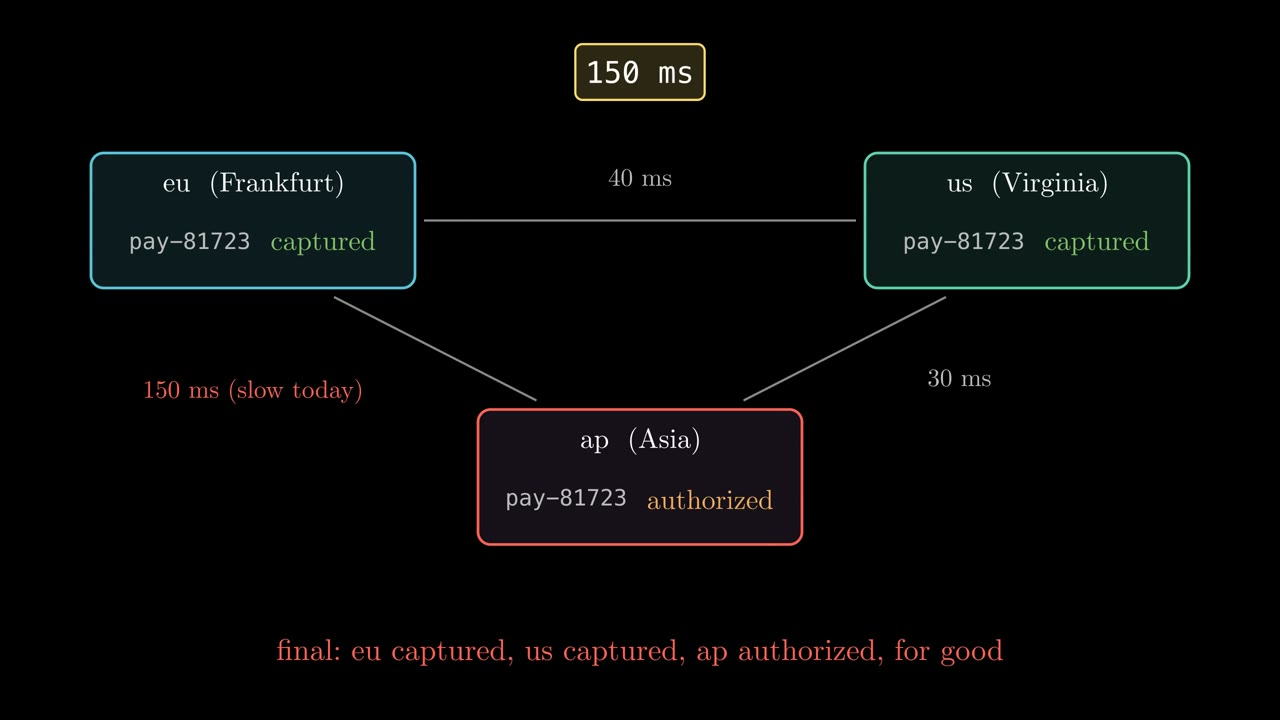 150 ms
eu (Frankfurt)
pay-81723 captured
40 ms
us (Virginia)
pay-81723 captured
150 ms (slow today)
30 ms
ap (Asia)
pay-81723 authorized
final: eu captured, us captured, ap authorized, for good